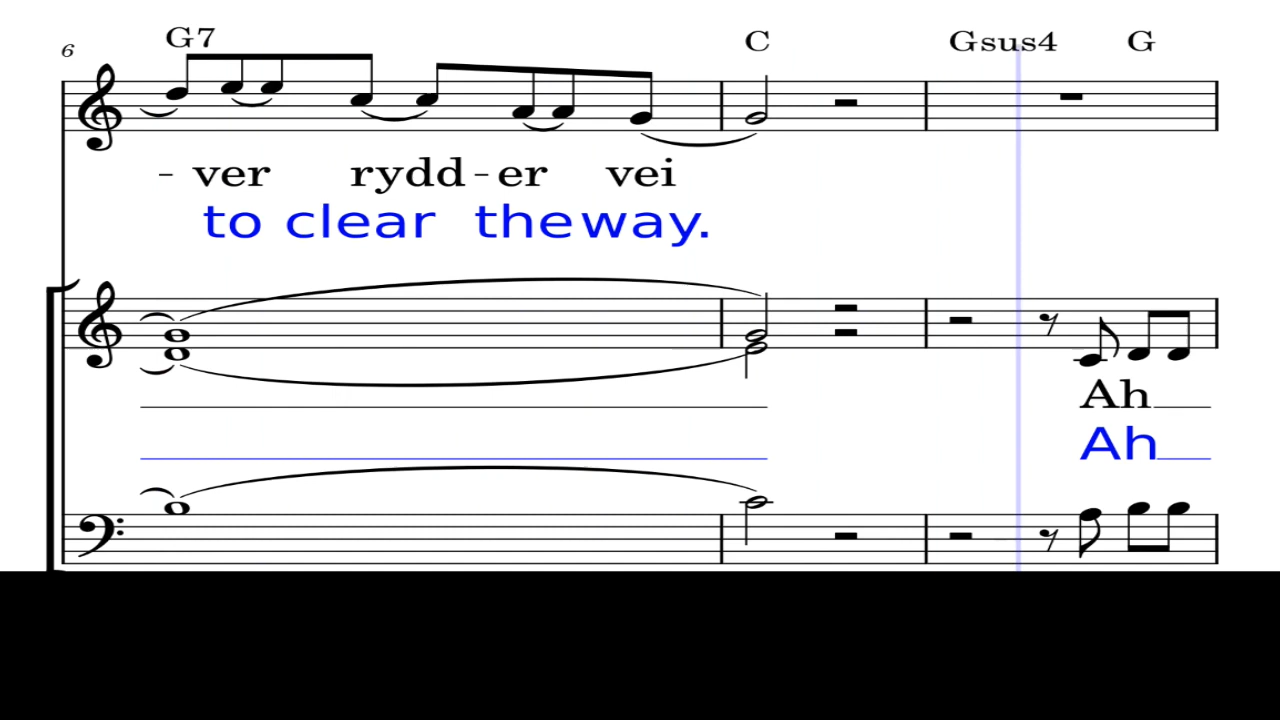 6 G7 C Gsus4 G
- ver rydd - er vei
to clear the way.
Ah
Ah